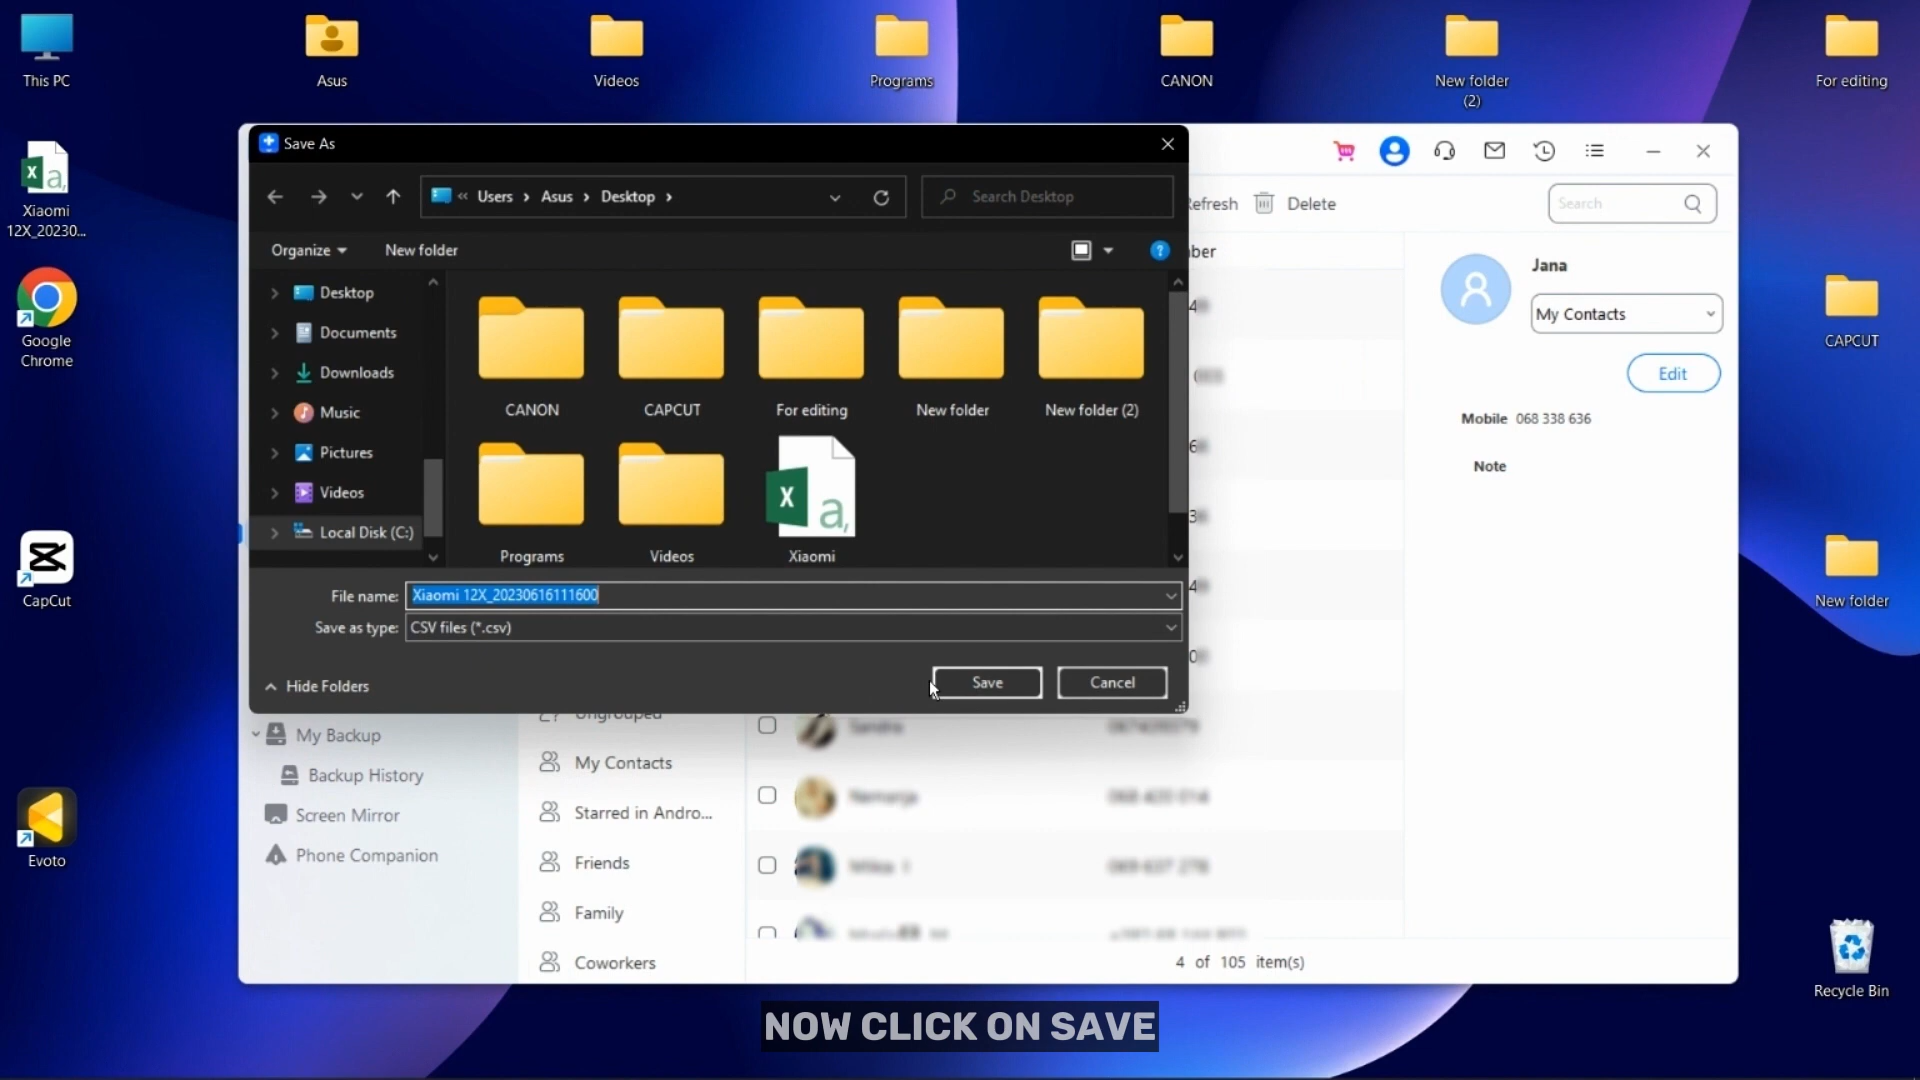 This PC
Asus
Videos
Programs
CANON
New folder
(2)
For editing
Xiaomi
12X_20230...
Google
Chrome
CapCut
Evoto
CAPCUT
New folder
Recycle Bin
Save As
Users
Asus
Desktop
Search Desktop
Organize
New folder
Desktop
Documents
Downloads
Music
Pictures
Videos
Local Disk (C:)
CANON
CAPCUT
For editing
New folder
New folder (2)
Programs
Videos
Xiaomi
File name:
Xiaomi 12X_20230616111600
Save as type:
CSV files (*.csv)
Hide Folders
Save
Cancel
Delete
Search
Jana
My Contacts
Edit
Mobile 068 338 636
Note
My Backup
Backup History
Screen Mirror
Phone Companion
Ungrouped
My Contacts
Starred in Andro...
Friends
Family
Coworkers
4 of 105 item(s)
NOW CLICK ON SAVE